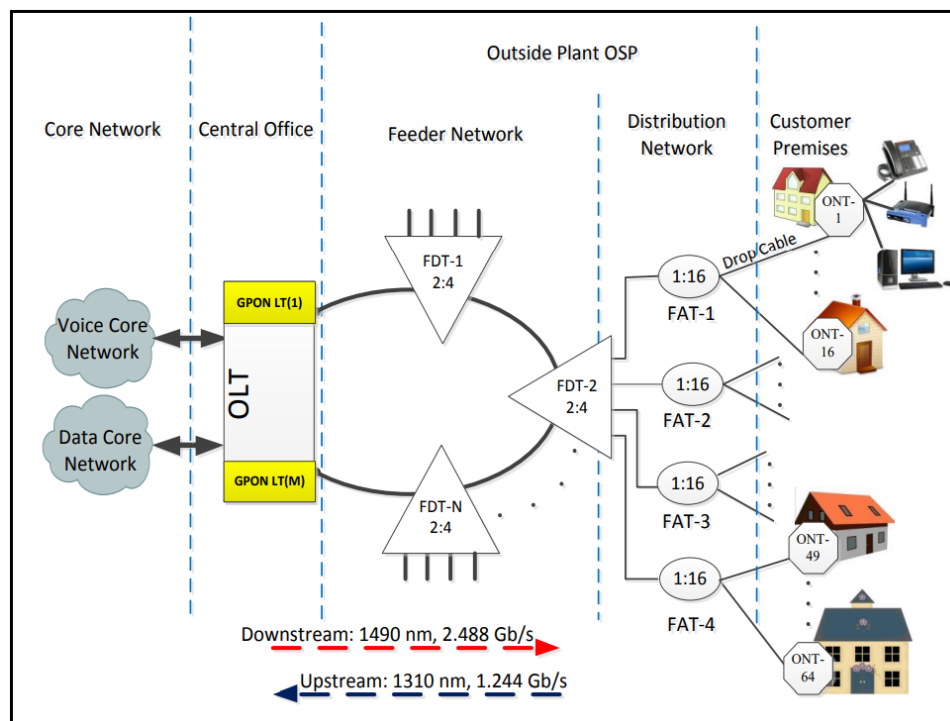 Outside Plant OSP
Core Network
Central Office
Feeder Network
Distribution
Network
Customer
Premises
ONT-
1
Drop Cable
FDT-1
2:4
1:16
FAT-1
GPON LT(1)
Voice Core
Network
OLT
ONT-
16
FDT-2
2:4
1:16
FAT-2
Data Core
Network
GPON LT(M)
FDT-N
2:4
1:16
FAT-3
ONT-
49
1:16
FAT-4
Downstream: 1490 nm, 2.488 Gb/s
Upstream: 1310 nm, 1.244 Gb/s
ONT-
64